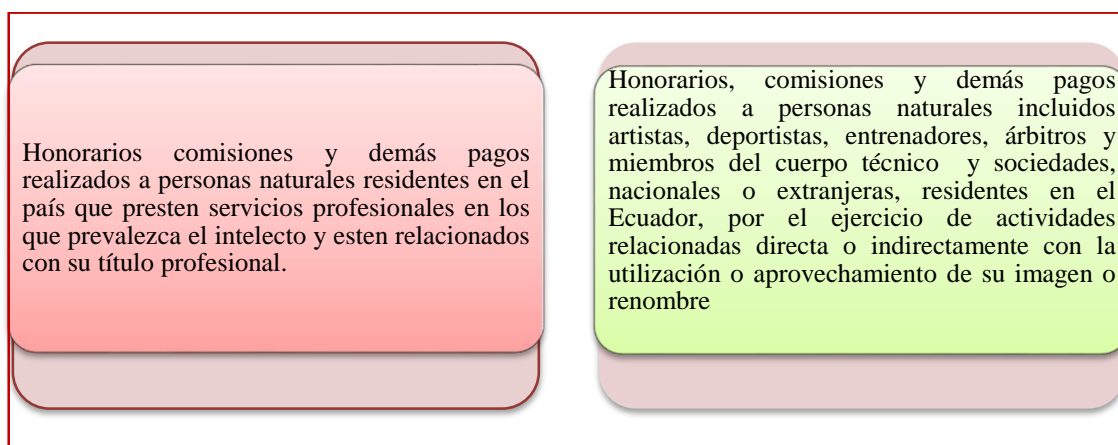 Honorarios comisiones y demás pagos
realizados a personas naturales residentes en el
país que presten servicios profesionales en los
que prevalezca el intelecto y esten relacionados
con su título profesional.
Honorarios, comisiones y demás pagos
realizados a personas naturales incluidos
artistas, deportistas, entrenadores, árbitros y
miembros del cuerpo técnico y sociedades,
nacionales o extranjeras, residentes en el
Ecuador, por el ejercicio de actividades
relacionadas directa o indirectamente con la
utilización o aprovechamiento de su imagen o
renombre